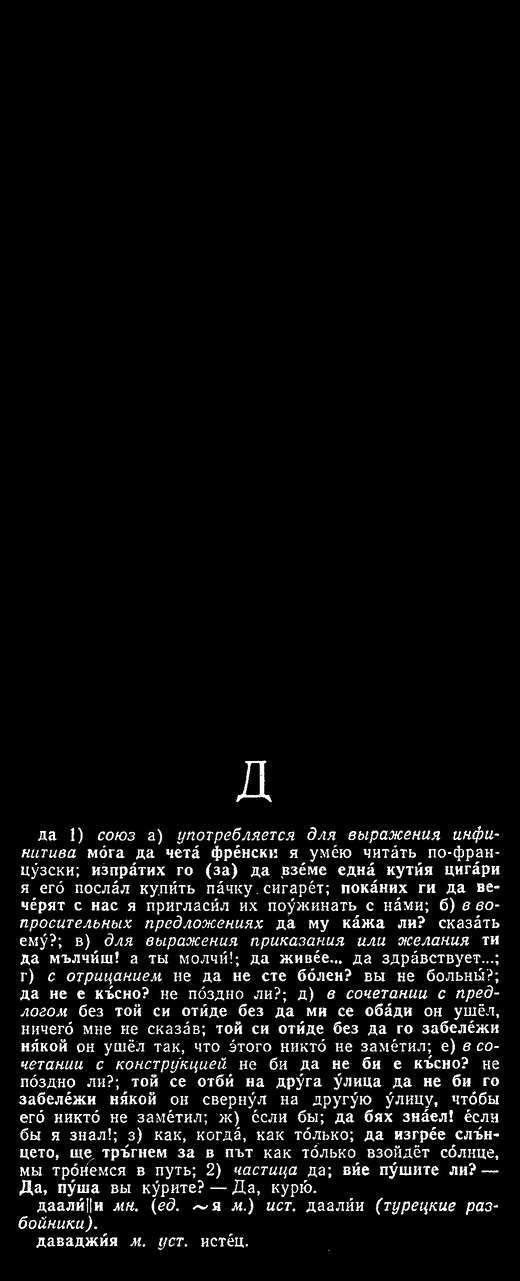 Д
да 1) союз а) употребляется для выражения инфи-
нитива мо́га да чета́ фре́нски я уме́ю чита́ть по-фран-
цу́зски; изпра́тих го (за) да взе́ме една́ кути́я цига́ри
я его́ посла́л купи́ть па́чку сигаре́т; пока́них ги да ве-
че́рят с нас я пригласи́л их поу́жинать с на́ми; б) в во-
просительных предложениях да му ка́жа ли? сказа́ть
ему́?; в) для выражения приказания или желания ти
да мълчи́ш! а ты молчи́!; да живе́е... да здра́вствует...;
г) с отрицанием не да не сте бо́лен? вы не больны́?;
да не е къ́сно? не по́здно ли?; д) в сочетании с пред-
логом без той си оти́де без да ми се оба́ди он ушёл,
ничего́ мне не сказа́в; той си оти́де без да го забеле́жи
ня́кой он ушёл так, что э́того никто́ не заме́тил; е) в со-
четании с конструкцией не би да не би е къ́сно? не
по́здно ли?; той се отби́ на дру́га у́лица да не би го
забеле́жи ня́кой он сверну́л на другу́ю у́лицу, что́бы
его́ никто́ не заме́тил; ж) е́сли бы; да бях зна́ел! е́сли
бы я знал!; з) как, когда́, как то́лько; да изгре́е слъ́н-
цето, ще тръ́гнем за в път как то́лько взойдёт со́лнце,
мы тро́немся в путь; 2) частица да; ви́е пу́шите ли? —
Да, пу́ша вы ку́рите? — Да, курю́.
даали́||и мн. (ед. ~я м.) ист. даали́и (турецкие раз-
бойники).
даваджи́я м. уст. исте́ц.